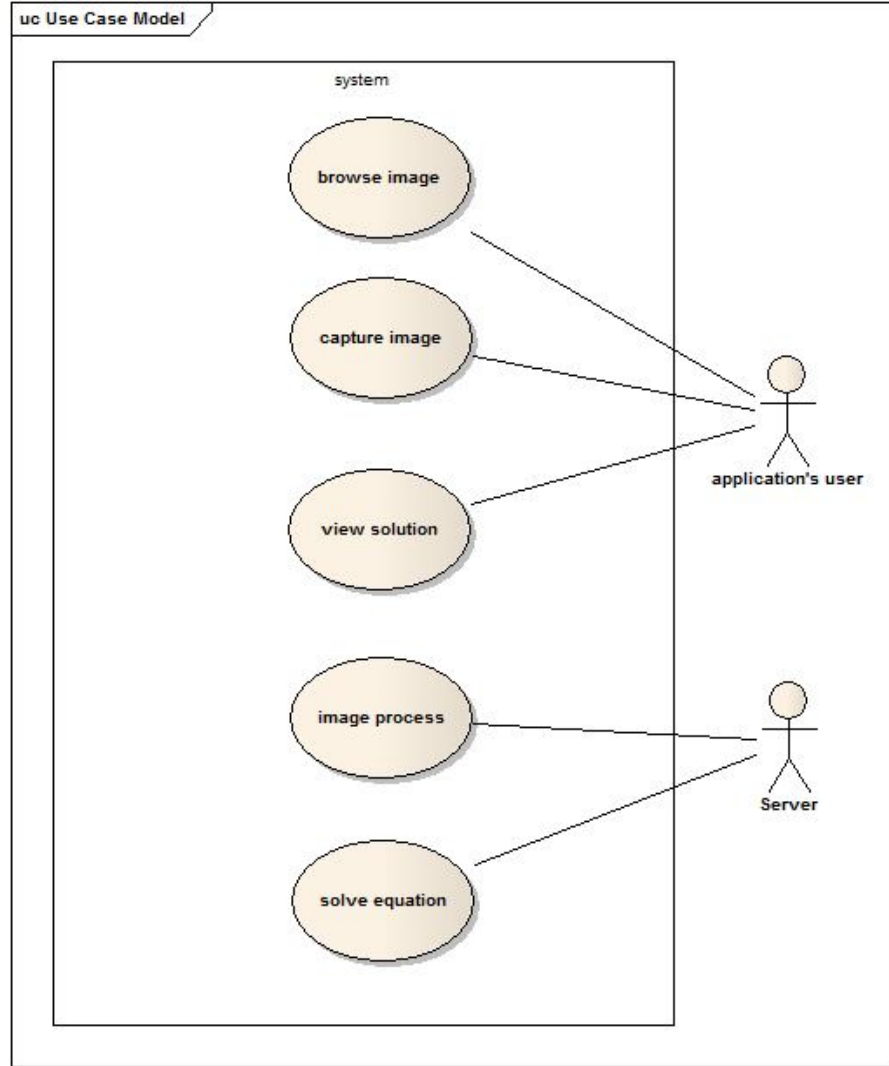 uc Use Case Model
system
browse image
capture image
application's user
view solution
image process
Server
solve equation